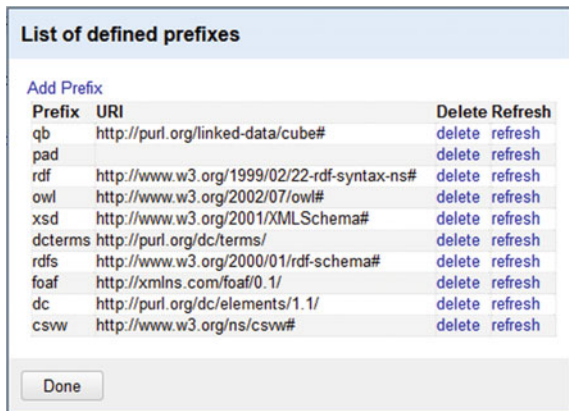 List of defined prefixes
Add Prefix
Prefix URI Delete Refresh
qb http://purl.org/linked-data/cube# delete refresh
pad delete refresh
rdf http://www.w3.org/1999/02/22-rdf-syntax-ns# delete refresh
owl http://www.w3.org/2002/07/owl# delete refresh
xsd http://www.w3.org/2001/XMLSchema# delete refresh
dcterms http://purl.org/dc/terms/ delete refresh
rdfs http://www.w3.org/2000/01/rdf-schema# delete refresh
foaf http://xmlns.com/foaf/0.1/ delete refresh
dc http://purl.org/dc/elements/1.1/ delete refresh
csvw http://www.w3.org/ns/csvw# delete refresh
Done